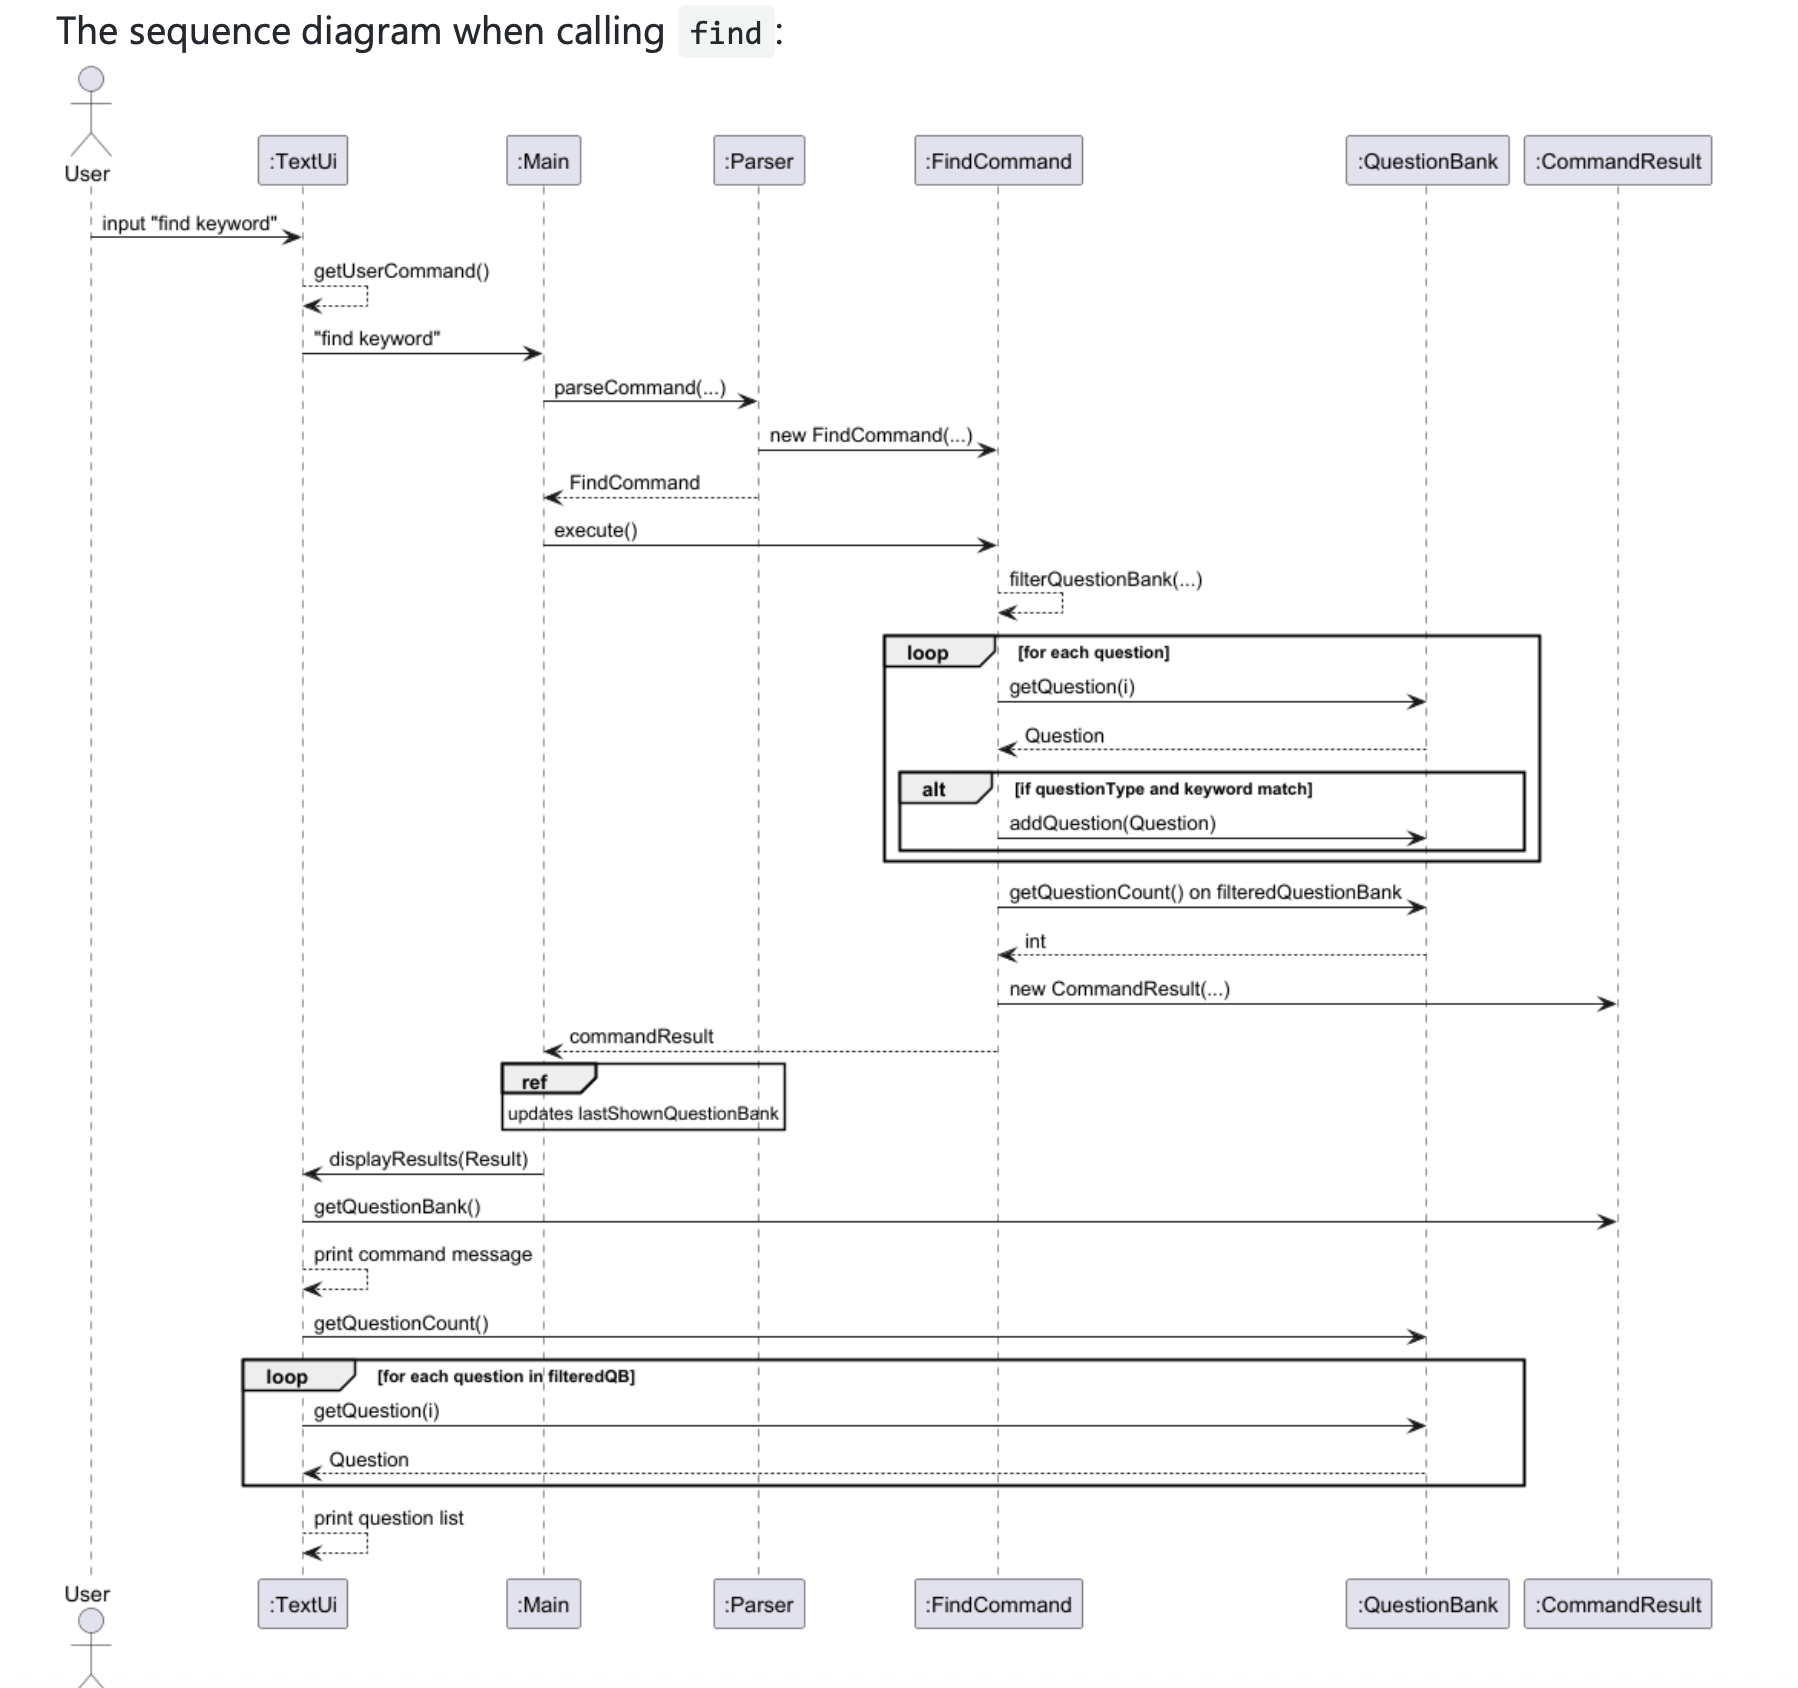 The sequence diagram when calling find:
User
:TextUi
:Main
:Parser
:FindCommand
:QuestionBank
:CommandResult
input "find keyword"
getUserCommand()
"find keyword"
parseCommand(...)
new FindCommand(...)
FindCommand
execute()
filterQuestionBank(...)
loop
[for each question]
getQuestion(i)
Question
alt
[if questionType and keyword match]
addQuestion(Question)
getQuestionCount() on filteredQuestionBank
int
new CommandResult(...)
commandResult
ref
updates lastShownQuestionBank
displayResults(Result)
getQuestionBank()
print command message
getQuestionCount()
loop
[for each question in filteredQB]
getQuestion(i)
Question
print question list
User
:TextUi
:Main
:Parser
:FindCommand
:QuestionBank
:CommandResult